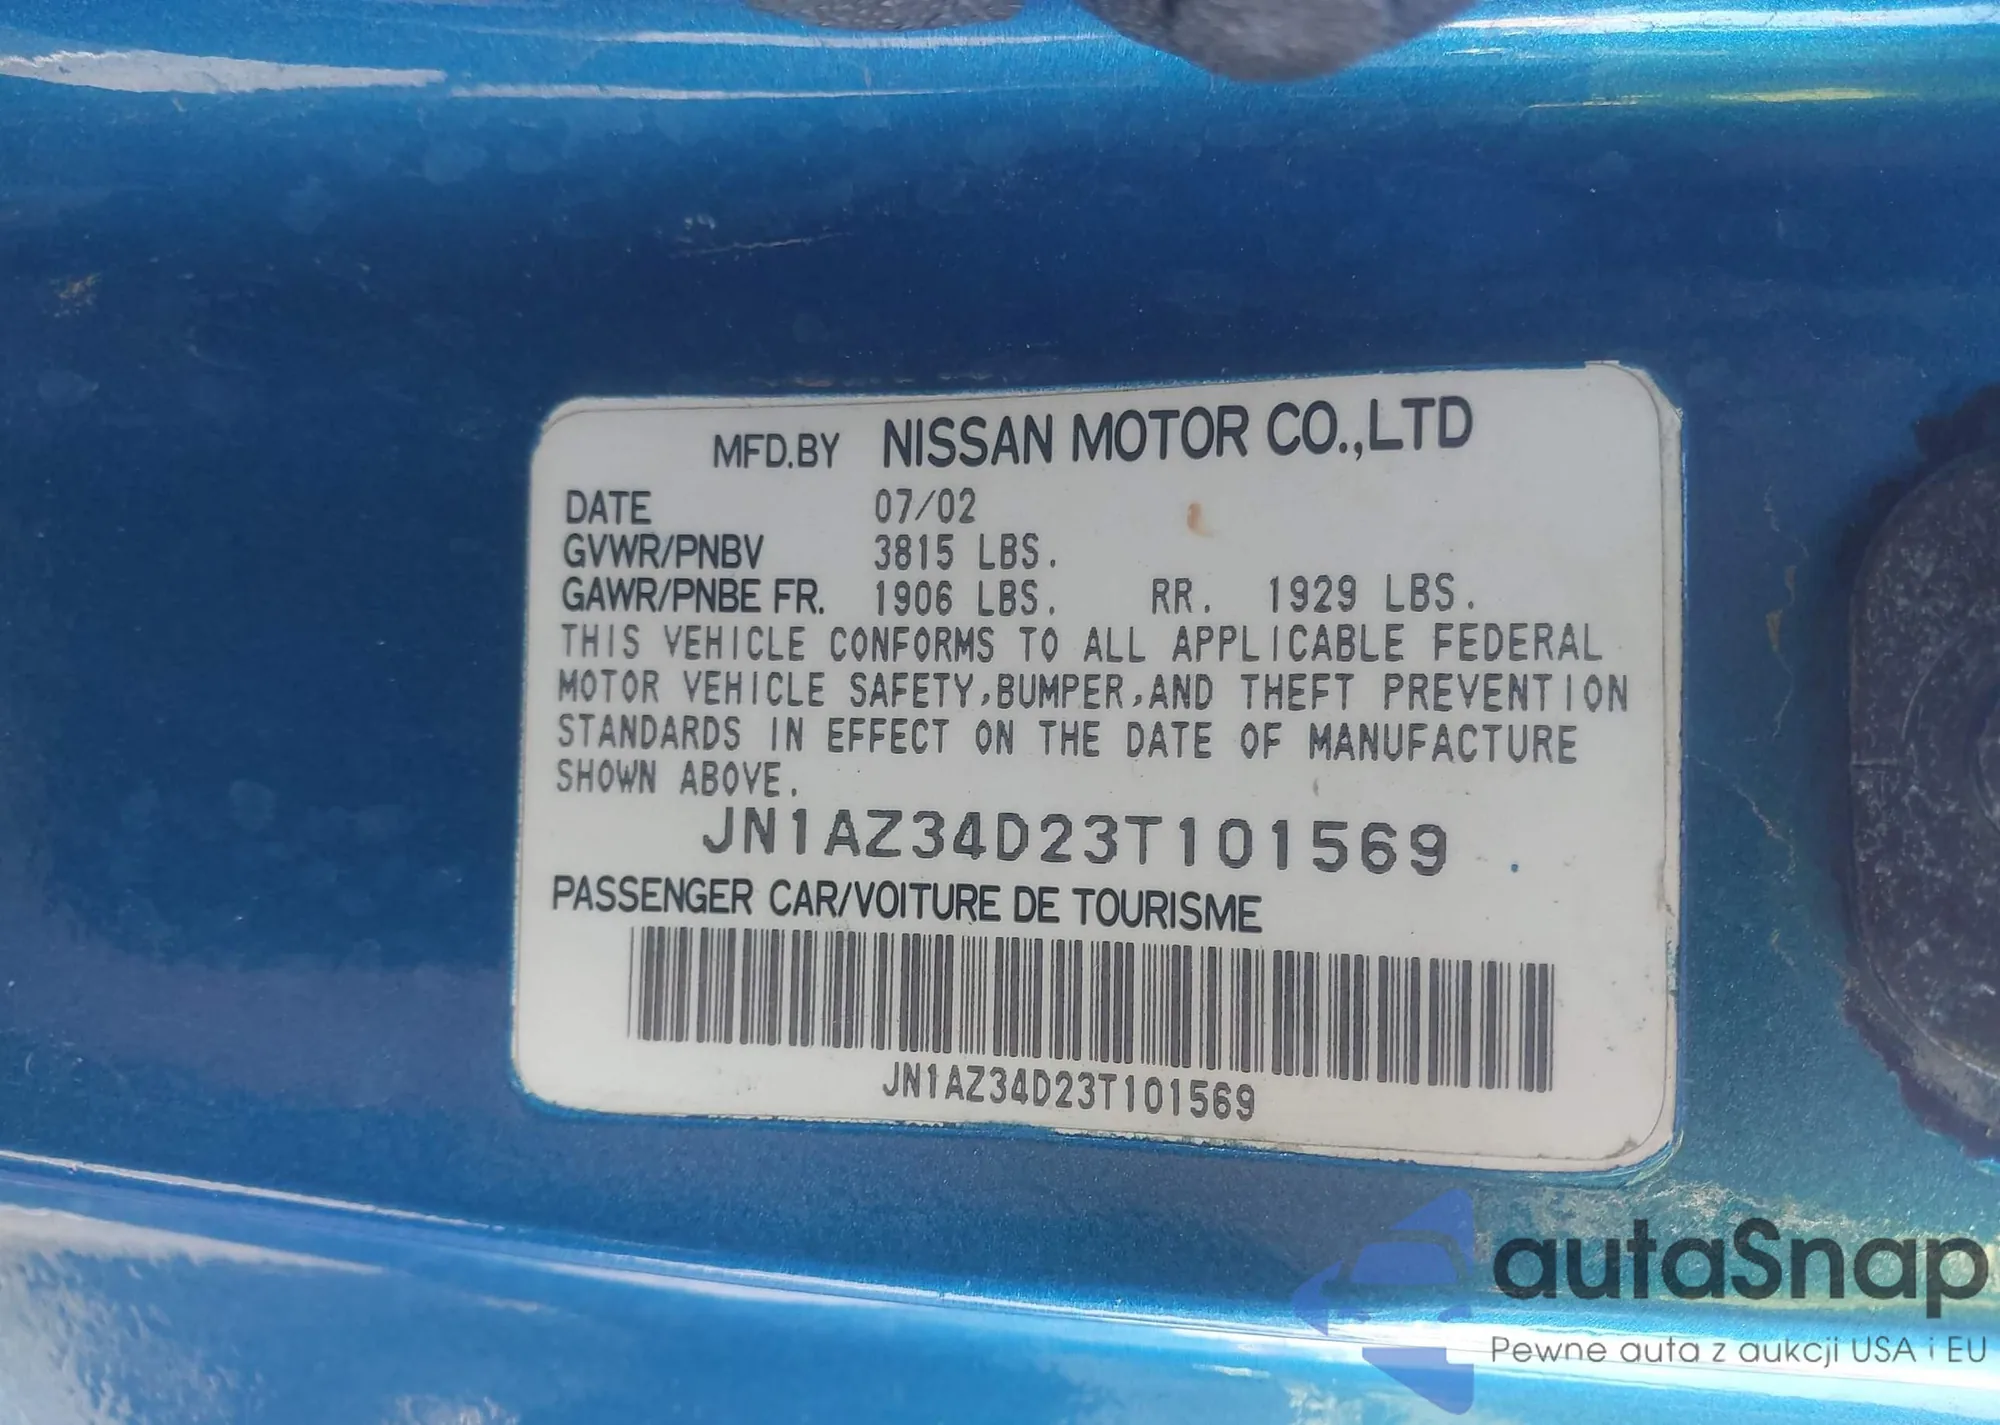 MFD.BY NISSAN MOTOR CO.,LTD
DATE 07/02
GVWR/PNBV 3815 LBS.
GAWR/PNBE FR. 1906 LBS. RR. 1929 LBS.
THIS VEHICLE CONFORMS TO ALL APPLICABLE FEDERAL
MOTOR VEHICLE SAFETY,BUMPER,AND THEFT PREVENTION
STANDARDS IN EFFECT ON THE DATE OF MANUFACTURE
SHOWN ABOVE.
JN1AZ34D23T101569
PASSENGER CAR/VOITURE DE TOURISME
JN1AZ34D23T101569
autaSnap
Pewne auta z aukcji USA i EU